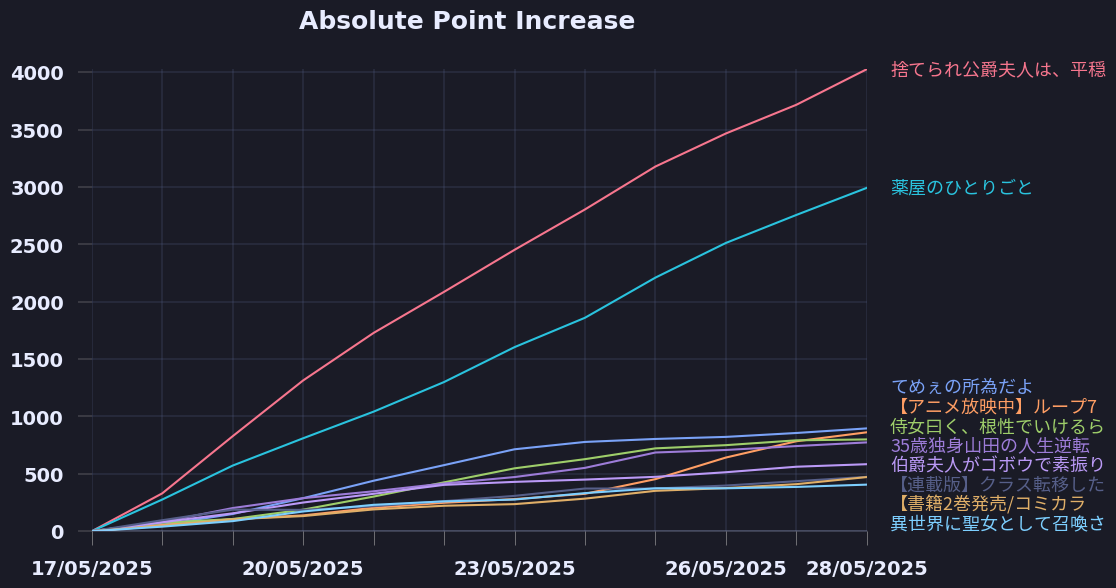 Absolute Point Increase
4000
3500
3000
2500
2000
1500
1000
500
0
17/05/2025
20/05/2025
23/05/2025
26/05/2025
28/05/2025
捨てられ公爵夫人は、平穏
薬屋のひとりごと
てめぇの所為だよ
【アニメ放映中】ループ7
侍女曰く、根性でいけるら
35歳独身山田の人生逆転
伯爵夫人がゴボウで素振り
【連載版】クラス転移した
【書籍2巻発売/コミカラ
異世界に聖女として召喚さ